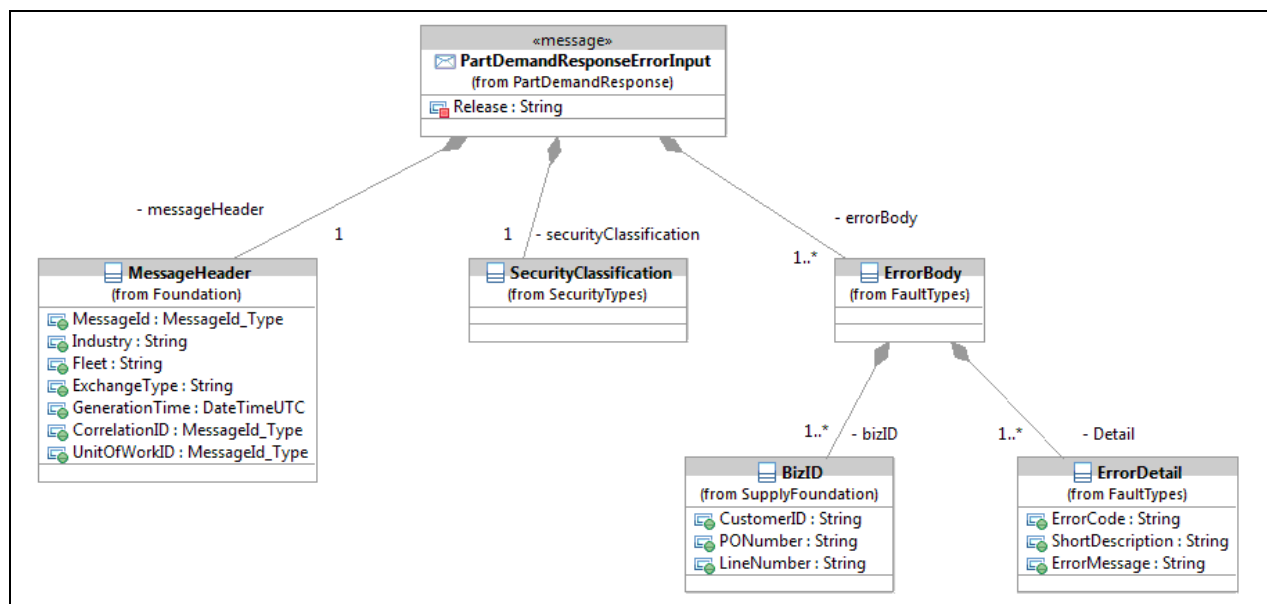 «message»
PartDemandResponseErrorInput
(from PartDemandResponse)
Release : String
- messageHeader
1
1
- securityClassification
- errorBody
1..*
MessageHeader
(from Foundation)
MessageId : MessageId_Type
Industry : String
Fleet : String
ExchangeType : String
GenerationTime : DateTimeUTC
CorrelationID : MessageId_Type
UnitOfWorkID : MessageId_Type
SecurityClassification
(from SecurityTypes)
ErrorBody
(from FaultTypes)
1..*
- bizID
1..*
- Detail
BizID
(from SupplyFoundation)
CustomerID : String
PONumber : String
LineNumber : String
ErrorDetail
(from FaultTypes)
ErrorCode : String
ShortDescription : String
ErrorMessage : String